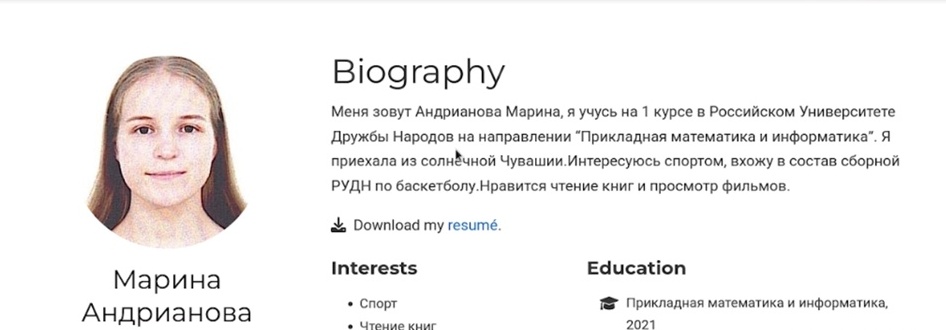 Biography
Меня зовут Андрианова Марина, я учусь на 1 курсе в Российском Университете
Дружбы Народов на направлении "Прикладная математика и информатика". Я
приехала из солнечной Чувашии.Интересуюсь спортом, вхожу в состав сборной
РУДН по баскетболу.Нравится чтение книг и просмотр фильмов.
Download my resumé.
Марина
Андрианова
Interests
• Спорт
• Чтение книг
Education
Прикладная математика и информатика,
2021